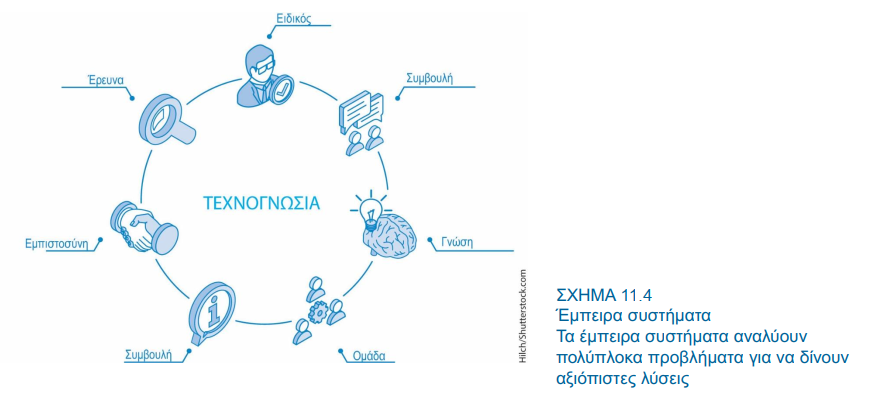 Ειδικός
Έρευνα
Συμβουλή
ΤΕΧΝΟΓΝΩΣΙΑ
Εμπιστοσύνη
Γνώση
Συμβουλή
Ομάδα
Hilch/Shutterstock.com
ΣΧΗΜΑ 11.4
Έμπειρα συστήματα
Τα έμπειρα συστήματα αναλύουν
πολύπλοκα προβλήματα για να δίνουν
αξιόπιστες λύσεις